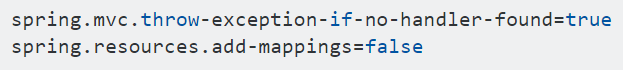 spring.mvc.throw-exception-if-no-handler-found=true
spring.resources.add-mappings=false